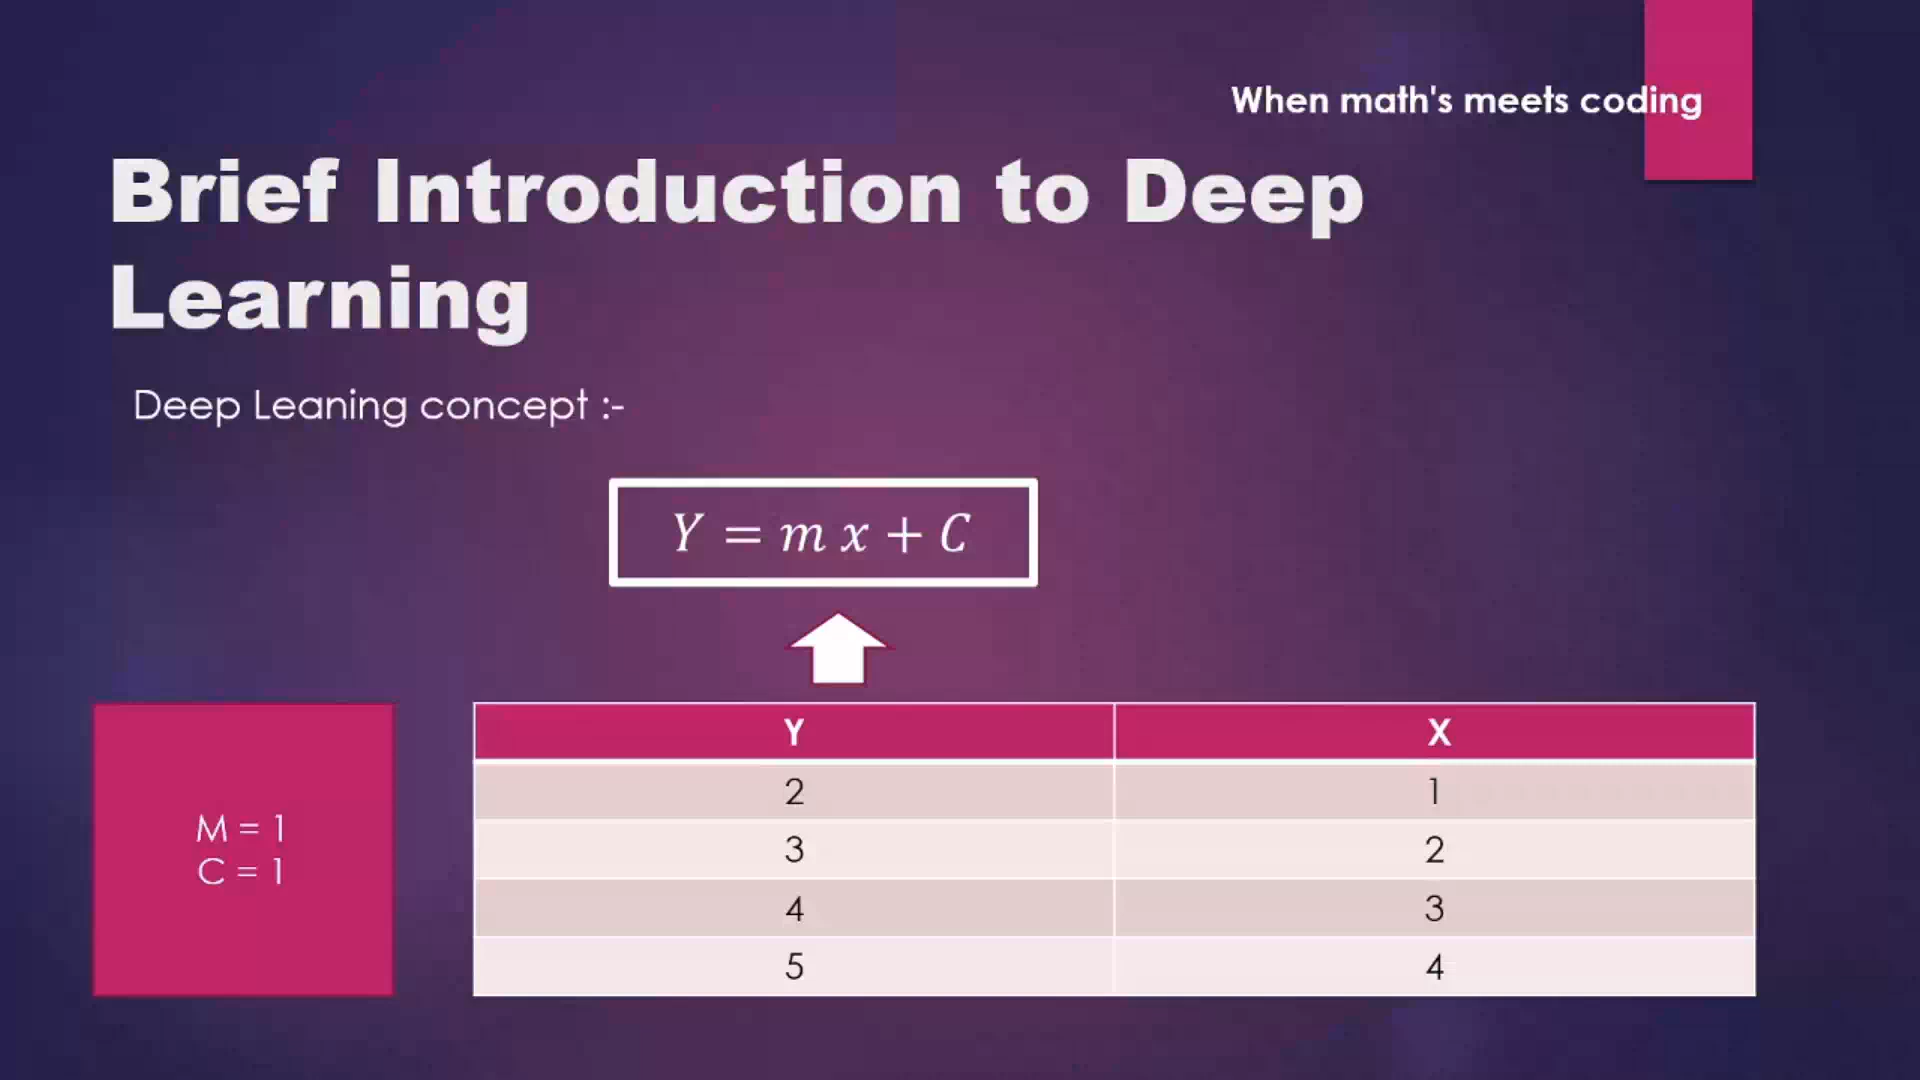 When math's meets coding
Brief Introduction to Deep
Learning
Deep Leaning concept :-
Y = m x + C
M = 1
C = 1
Y X
2 1
3 2
4 3
5 4